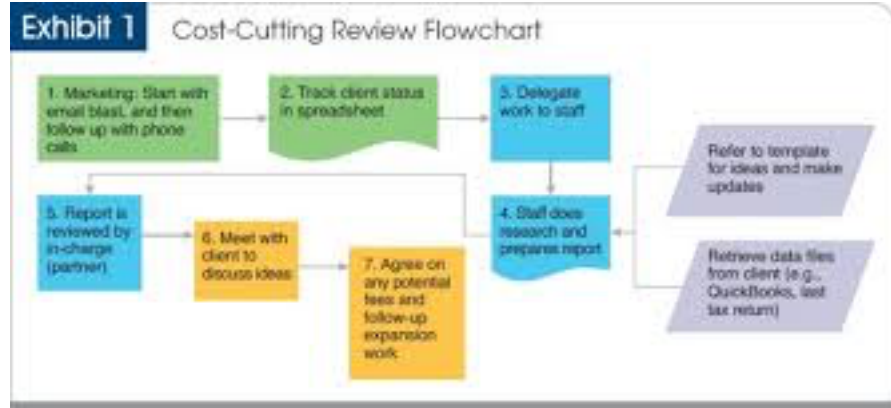 Exhibit 1
Cost-Cutting Review Flowchart
1. Marketing: Start with
email blast, and then
follow up with phone
calls
2. Track client status
in spreadsheet
3. Delegate
work to staff
Refer to template
for ideas and make
updates
5. Report is
reviewed by
in-charge
(partner)
6. Meet with
client to
discuss ideas
7. Agree on
any potential
fees and
follow-up
expansion
work
4. Staff does
research and
prepares report
Retrieve data files
from client (e.g.,
QuickBooks, last
tax return)